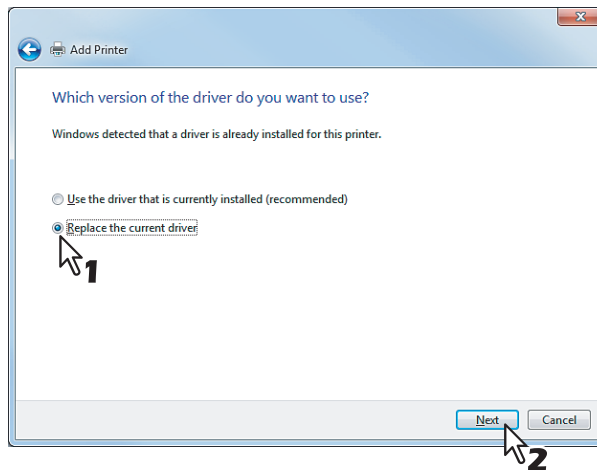 x
Add Printer
Which version of the driver do you want to use?
Windows detected that a driver is already installed for this printer.
Use the driver that is currently installed (recommended)
Replace the current driver
1
Next
Cancel
2